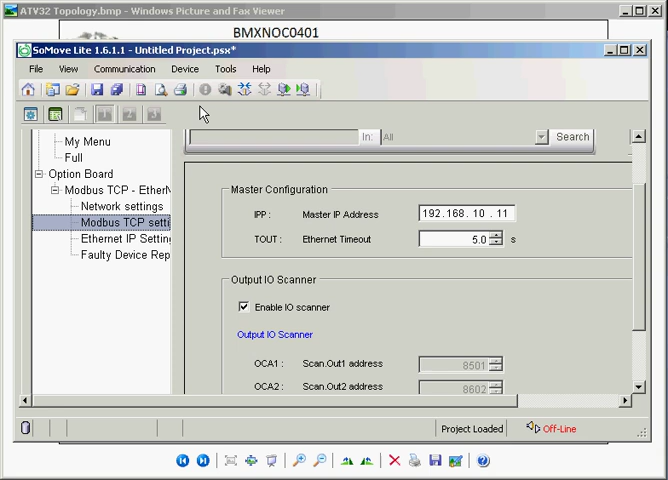 ATV32 Topology.bmp - Windows Picture and Fax Viewer
BMXNOC0401
SoMove Lite 1.6.1.1 - Untitled Project.psx*
File View Communication Device Tools Help
1 2 3
My Menu
Full
Option Board
Modbus TCP - EtherN
Network settings
Modbus TCP setti
Ethernet IP Setting
Faulty Device Rep
In: All Search
Master Configuration
IPP : Master IP Address 192.168. 10 . 11
TOUT : Ethernet Timeout 5.0 s
Output IO Scanner
Enable IO scanner
Output IO Scanner
OCA1 : Scan.Out1 address 8501
OCA2 : Scan.Out2 address 8602
Project Loaded Off-Line